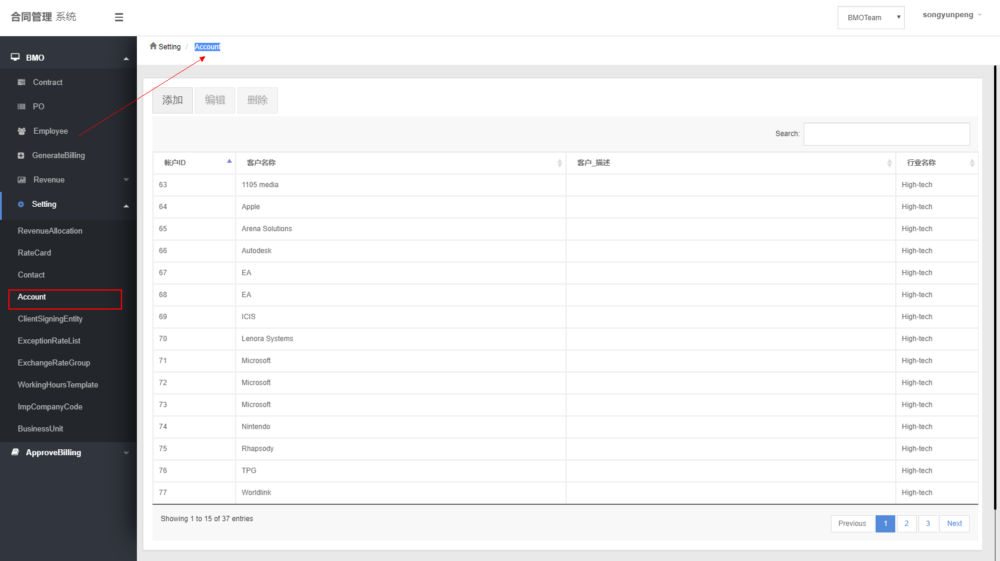 合同管理 系统
BMOTeam
songyunpeng
BMO
Contract
PO
Employee
GenerateBilling
Revenue
Setting
RevenueAllocation
RateCard
Contact
Account
ClientSigningEntity
ExceptionRateList
ExchangeRateGroup
WorkingHoursTemplate
ImpCompanyCode
BusinessUnit
ApproveBilling
Setting / Account
添加 编辑 删除
Search:
帐户ID 客户名称 客户_描述 行业名称
63 1105 media High-tech
64 Apple High-tech
65 Arena Solutions High-tech
66 Autodesk High-tech
67 EA High-tech
68 EA High-tech
69 ICIS High-tech
70 Lenora Systems High-tech
71 Microsoft High-tech
72 Microsoft High-tech
73 Microsoft High-tech
74 Nintendo High-tech
75 Rhapsody High-tech
76 TPG High-tech
77 Worldlink High-tech
Showing 1 to 15 of 37 entries
Previous 1 2 3 Next